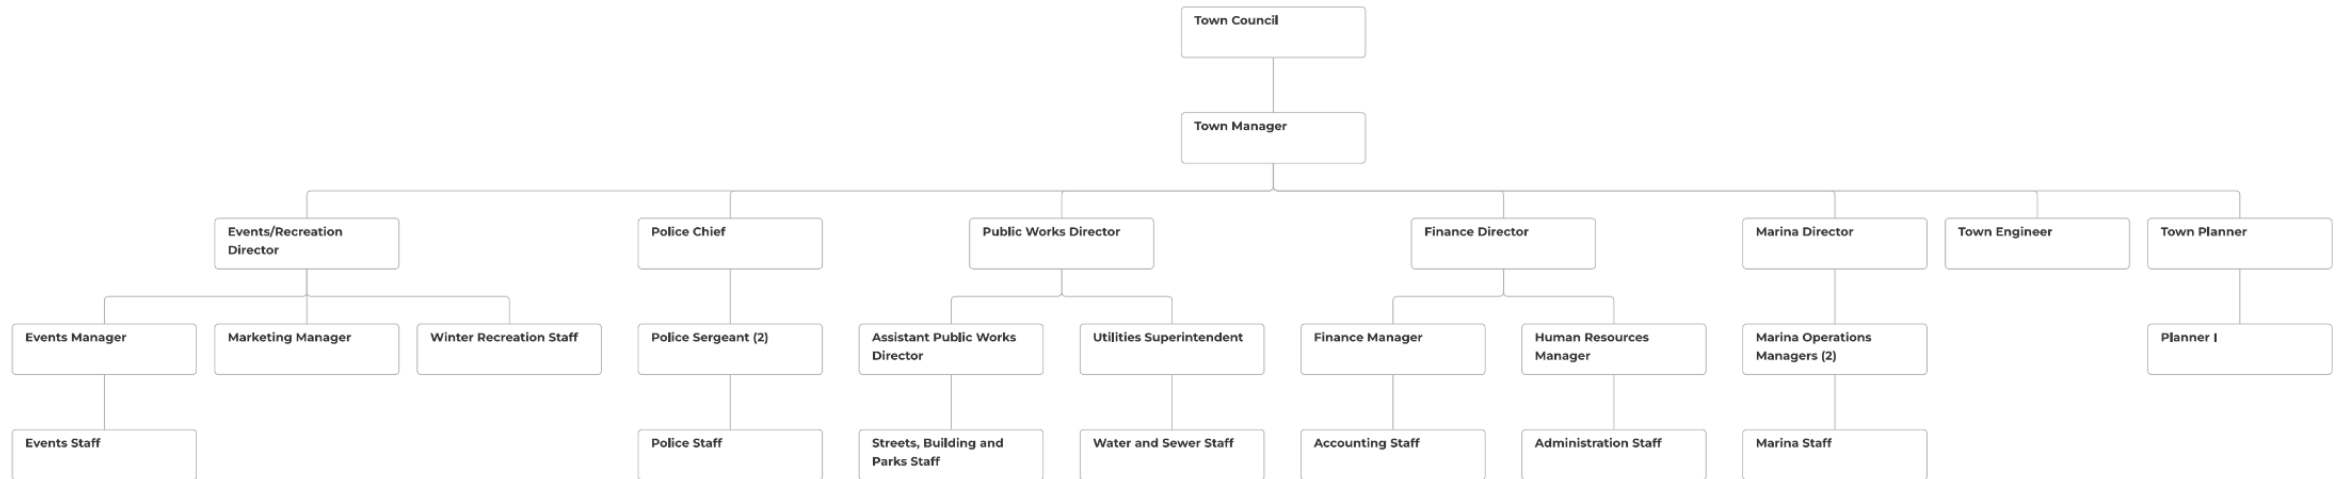 Town Council
Town Manager
Events/Recreation
Director
Police Chief
Public Works Director
Finance Director
Marina Director
Town Engineer
Town Planner
Events Manager
Marketing Manager
Winter Recreation Staff
Police Sergeant (2)
Assistant Public Works
Director
Utilities Superintendent
Finance Manager
Human Resources
Manager
Marina Operations
Managers (2)
Planner I
Events Staff
Police Staff
Streets, Building and
Parks Staff
Water and Sewer Staff
Accounting Staff
Administration Staff
Marina Staff